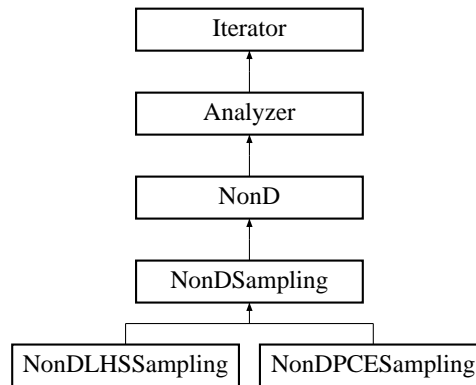 Iterator
Analyzer
NonD
NonDSampling
NonDLHSSampling
NonDPCESampling